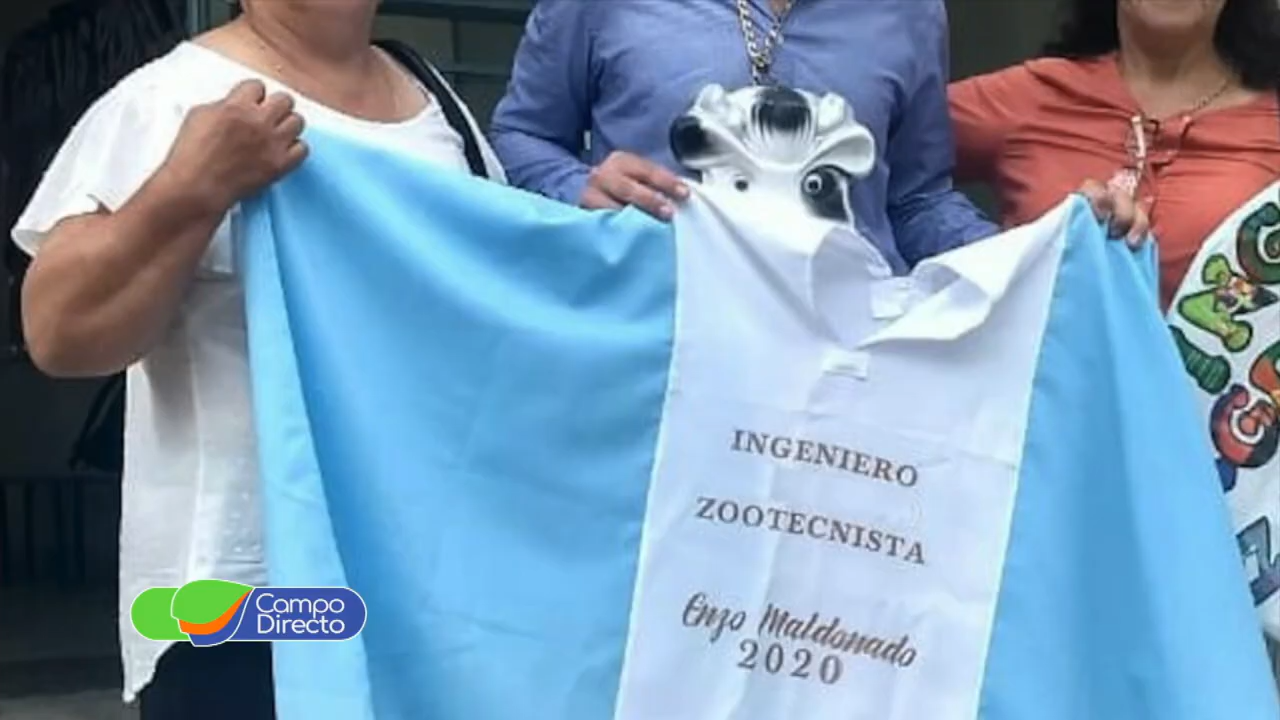 INGENIERO
ZOOTECNISTA
Enzo Maldonado
2020
Campo
Directo